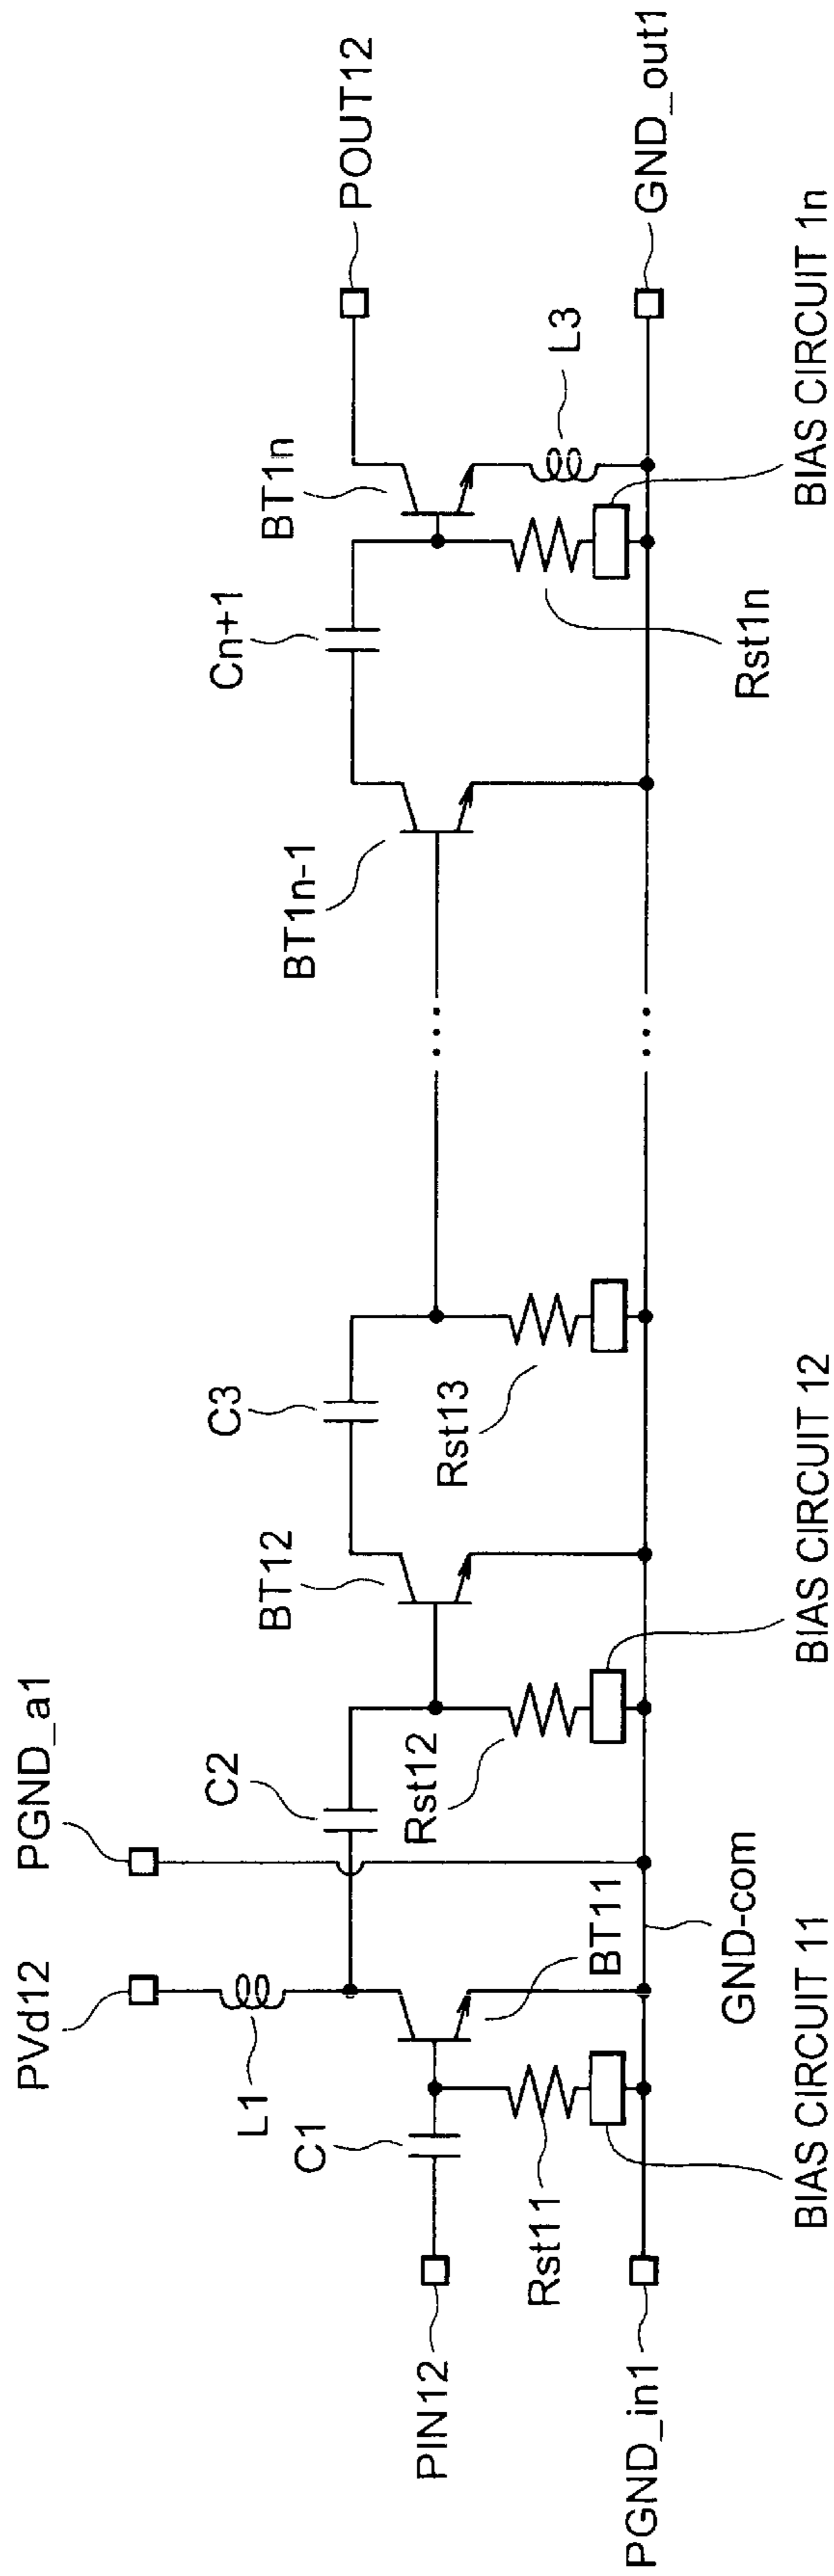 PIN12
PGND_in1
C1
Rst11
BIAS CIRCUIT 11
PVd12
L1
BT11
GND-com
PGND_a1
C2
Rst12
BIAS CIRCUIT 12
BT12
C3
Rst13
...
...
BT1n-1
Cn+1
Rst1n
BIAS CIRCUIT 1n
BT1n
L3
POUT12
GND_out1